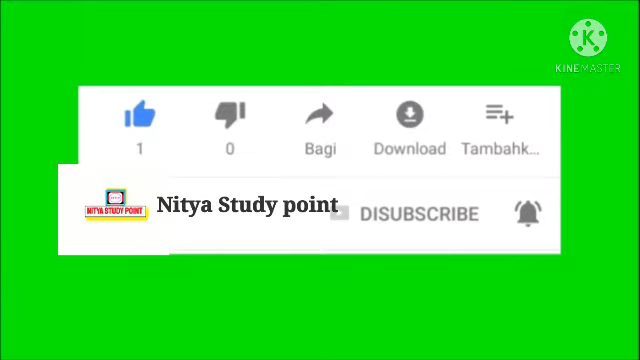 KINEMASTER
1 0 Bagi Download Tambahk...
NITYA STUDY POINT
Nitya Study point
DISUBSCRIBE